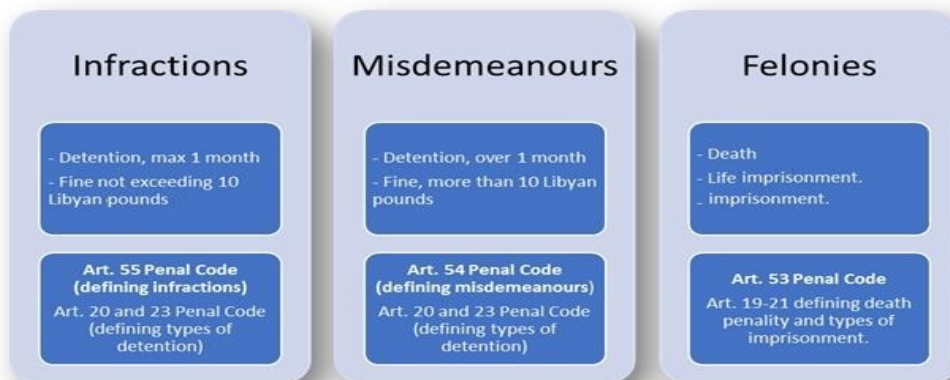 Infractions
- Detention, max 1 month
- Fine not exceeding 10
Libyan pounds
Art. 55 Penal Code
(defining infractions)
Art. 20 and 23 Penal Code
(defining types of
detention)
Misdemeanours
- Detention, over 1 month
- Fine, more than 10 Libyan
pounds
Art. 54 Penal Code
(defining misdemeanours)
Art. 20 and 23 Penal Code
(defining types of
detention)
Felonies
- Death
- Life imprisonment.
- imprisonment.
Art. 53 Penal Code
Art. 19-21 defining death
penality and types of
imprisonment.